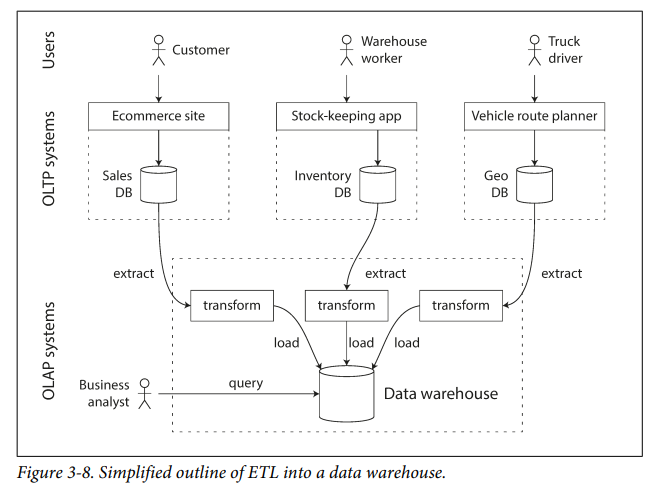 Users
Customer
Warehouse
worker
Truck
driver
OLTP systems
Ecommerce site
Stock-keeping app
Vehicle route planner
Sales
DB
Inventory
DB
Geo
DB
extract
extract
extract
OLAP systems
transform
transform
transform
load
load
load
Business
analyst
query
Data warehouse
Figure 3-8. Simplified outline of ETL into a data warehouse.